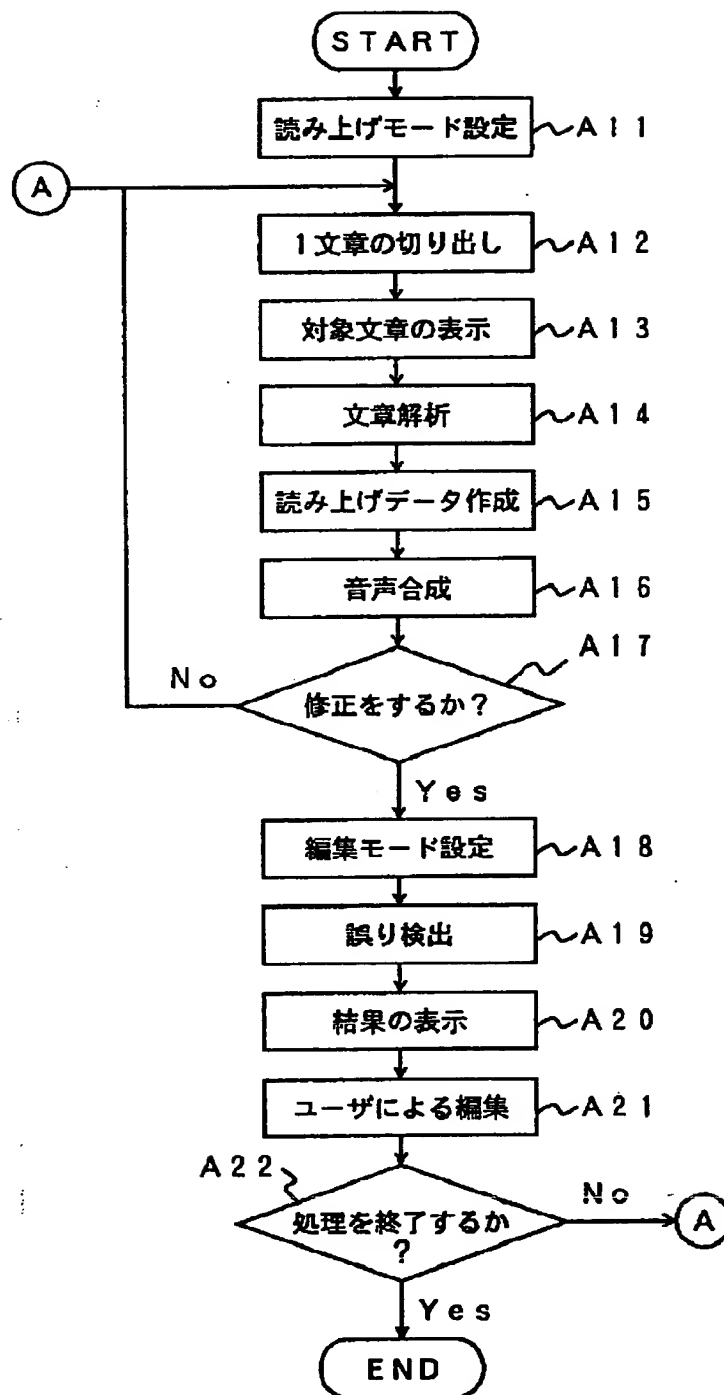 START
読み上げモード設定 A11
A
1文章の切り出し A12
対象文章の表示 A13
文章解析 A14
読み上げデータ作成 A15
音声合成 A16
A17
No
修正をするか?
Yes
編集モード設定 A18
誤り検出 A19
結果の表示 A20
ユーザによる編集 A21
A22
No
処理を終了するか
?
A
Yes
END